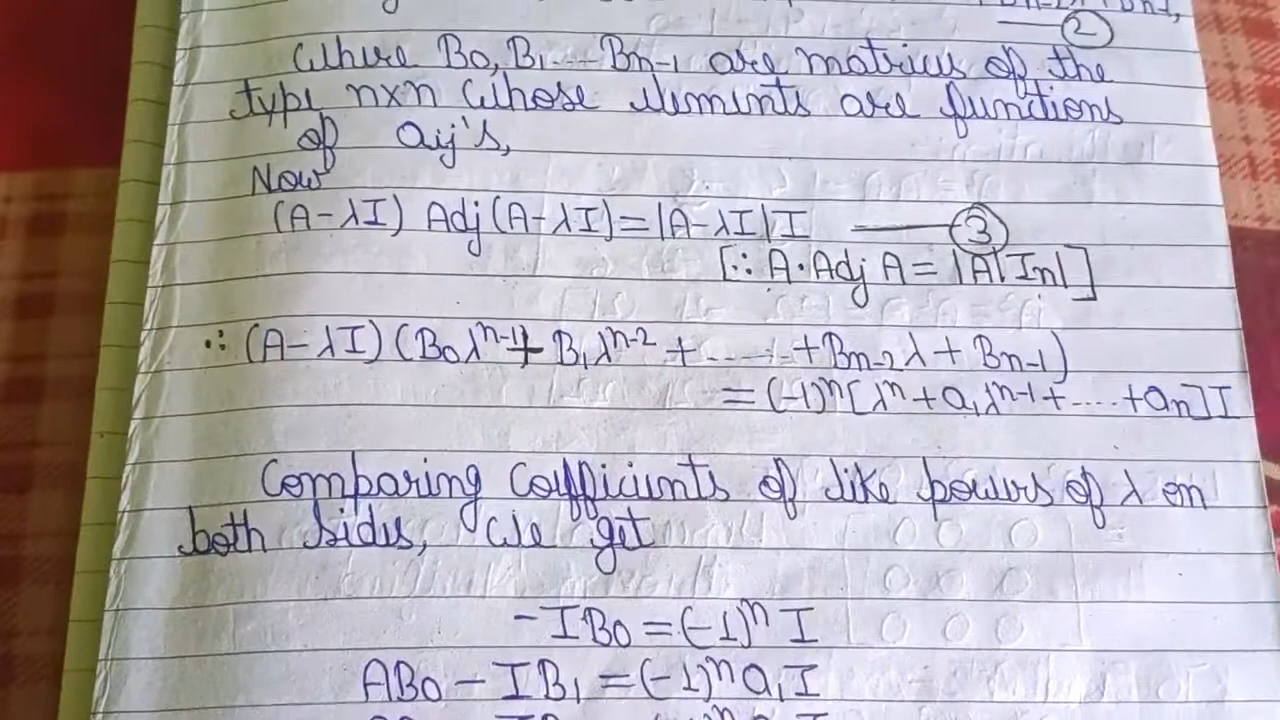 ②
Where B₀, B₁---- Bn-1 are matrices of the
type n×n whose elements are functions
of aij's,
Now
(A-λI) Adj(A-λI)=|A-λI|I —— ③
[∵ A·Adj A = |A|In|]
∴ (A-λI)(B₀λⁿ⁻¹+ B₁λⁿ⁻² + ...... + Bn-2λ + Bn-1)
= (-1)ⁿ[λⁿ+a₁λⁿ⁻¹+....+an]I
Comparing Coefficients of like powers of λ on
both sides, we get
-IB₀ = (-1)ⁿ I
AB₀ - IB₁ = (-1)ⁿa₁I